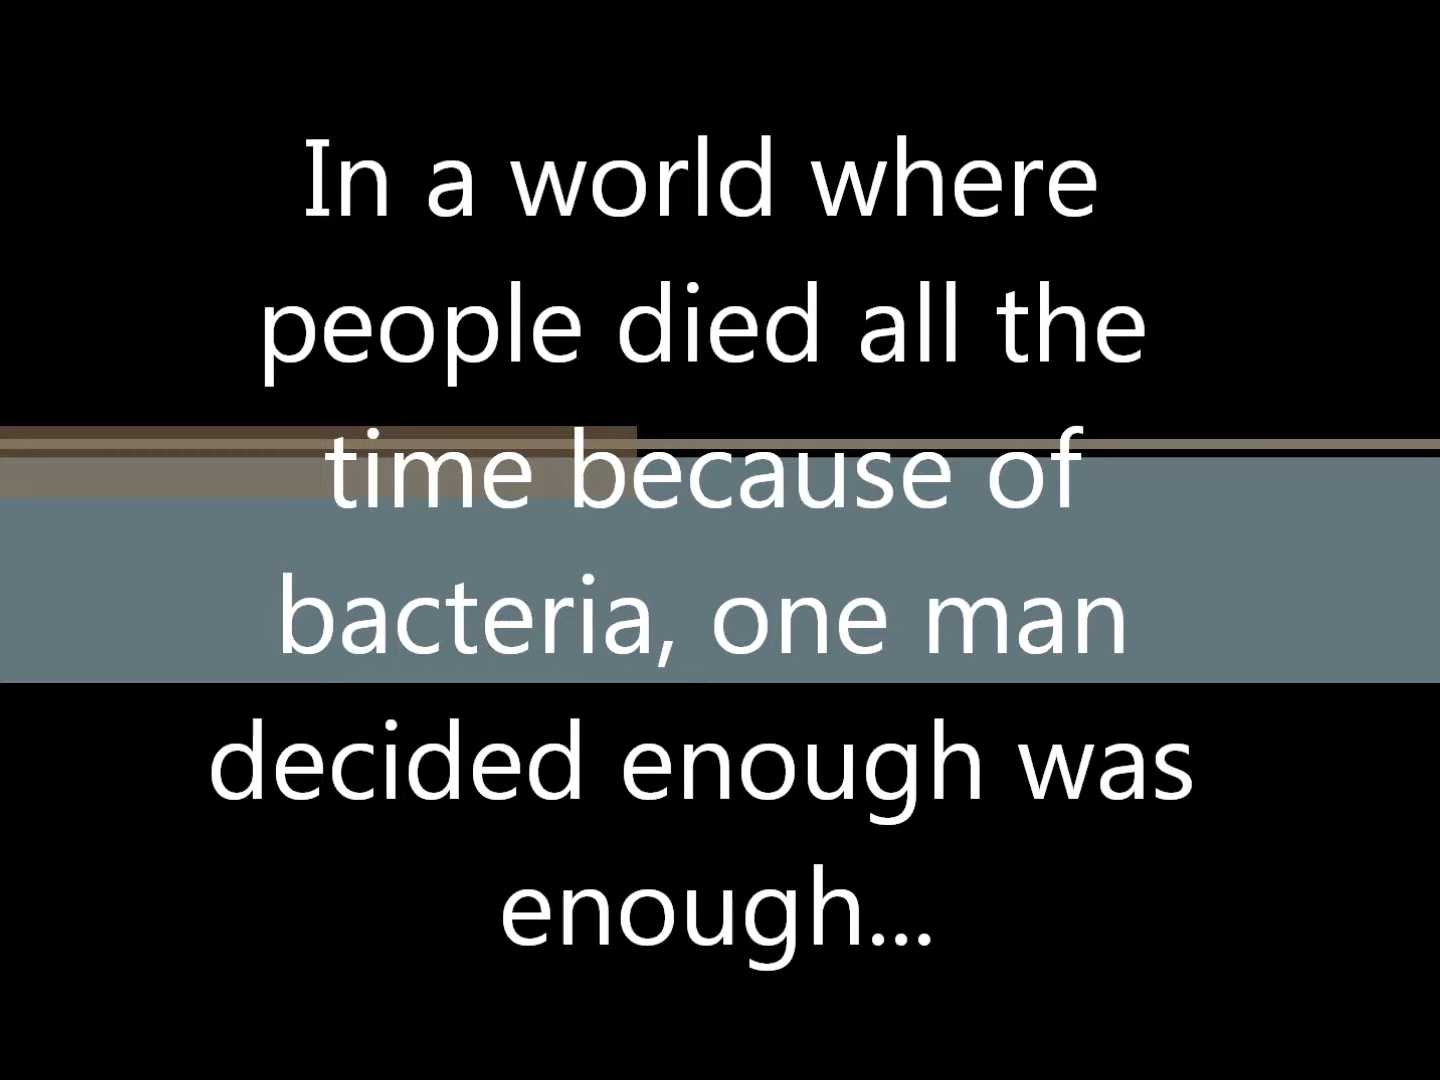 In a world where
people died all the
time because of
bacteria, one man
decided enough was
enough...